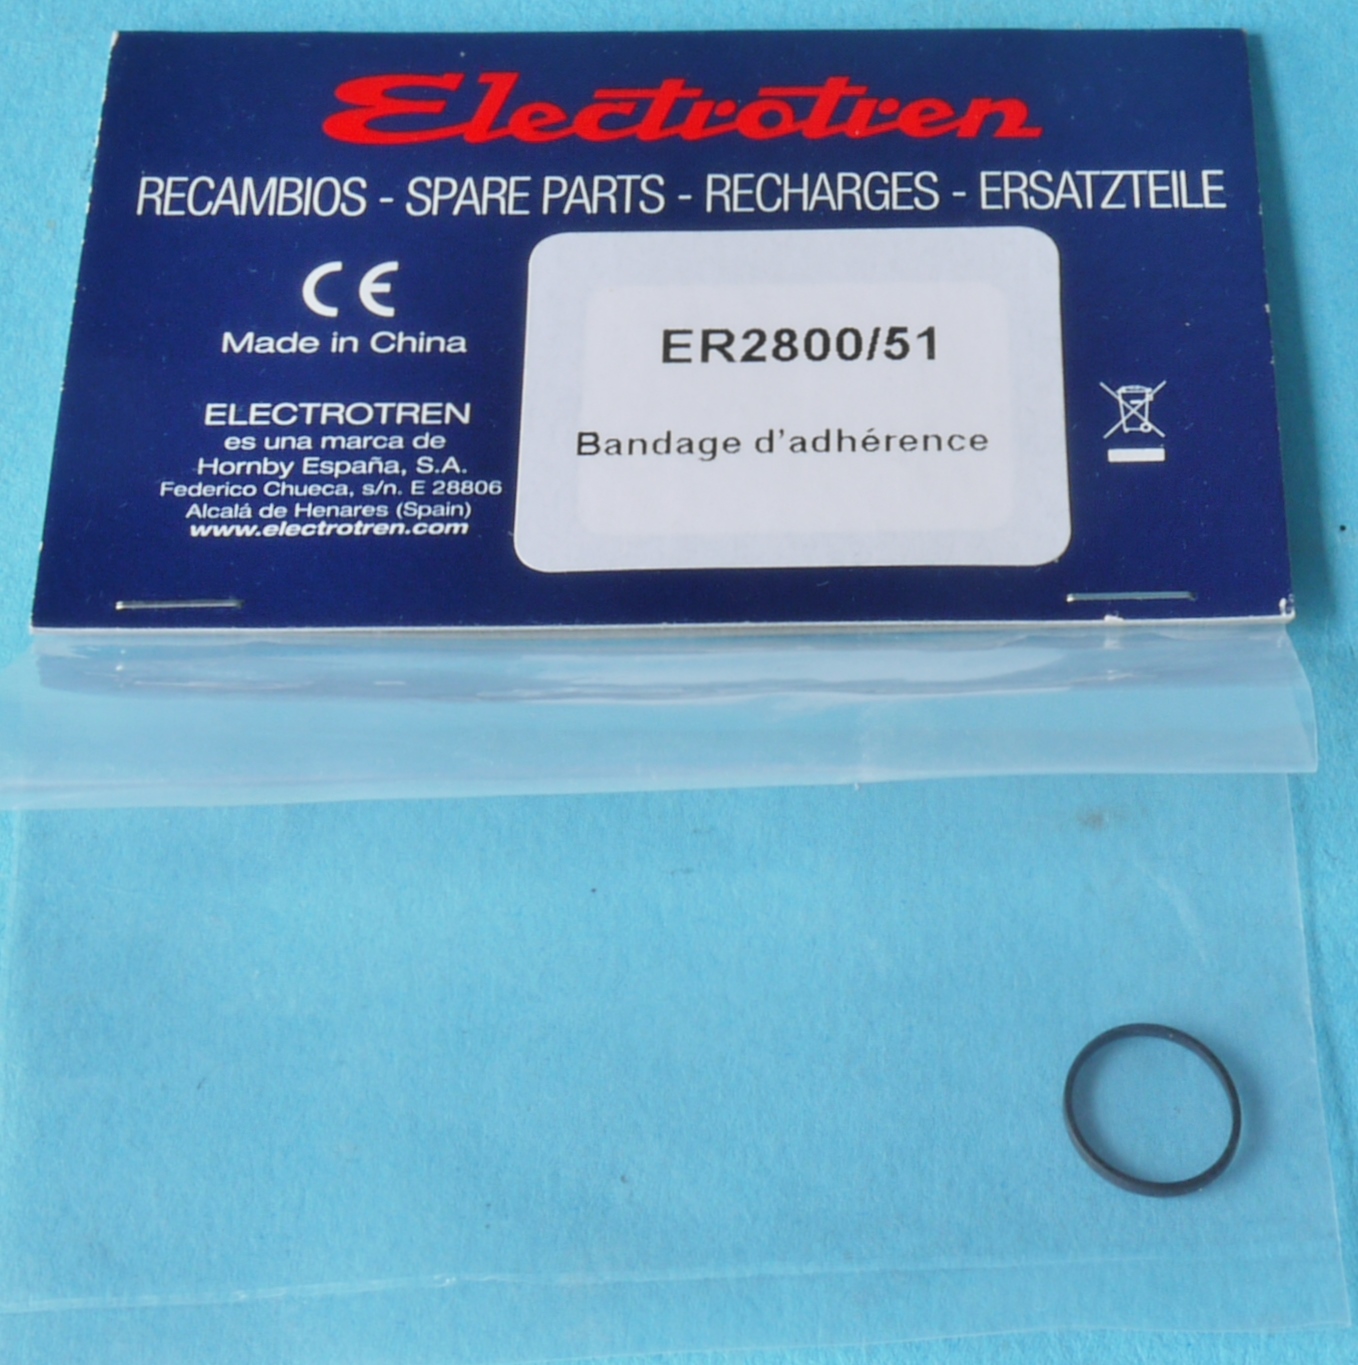 Electrotren
RECAMBIOS - SPARE PARTS - RECHARGES - ERSATZTEILE
CE
Made in China
ELECTROTREN
es una marca de
Hornby España, S.A.
Federico Chueca, s/n. E 28806
Alcalá de Henares (Spain)
www.electrotren.com
ER2800/51
Bandage d'adhérence